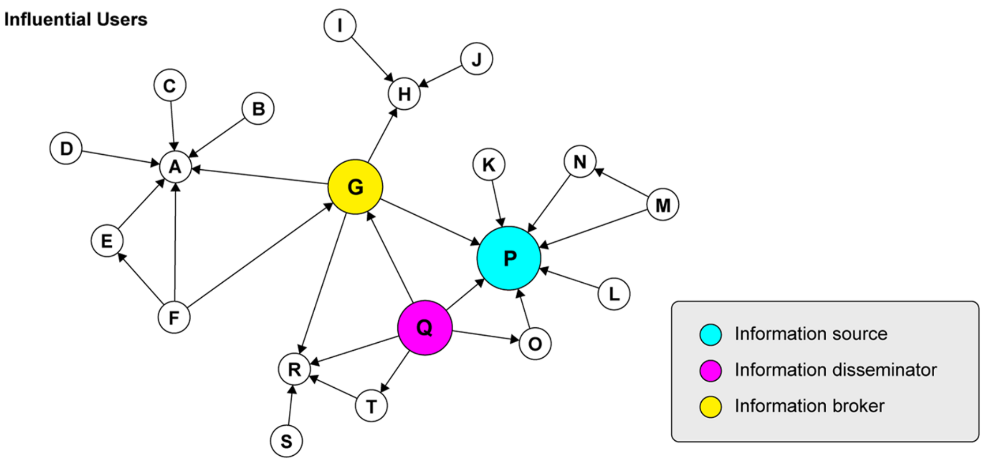 Influential Users
I
J
C
H
B
D
K
N
A
G
M
E
P
L
F
Q
O
R
T
S
Information source
Information disseminator
Information broker